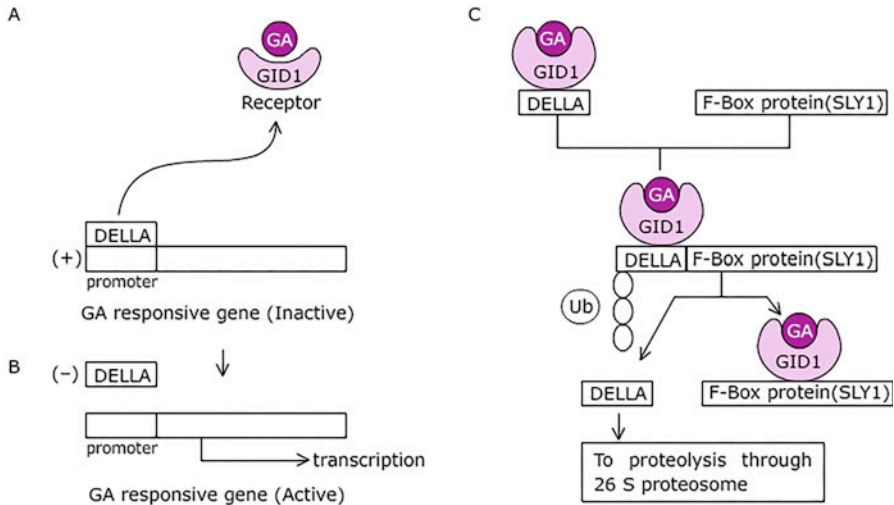 A
GA
GID1
Receptor
DELLA
(+)
promoter
GA responsive gene (Inactive)
B
(−)
DELLA
promoter
transcription
GA responsive gene (Active)
C
GA
GID1
DELLA
F-Box protein(SLY1)
GA
GID1
DELLA
F-Box protein(SLY1)
Ub
GA
GID1
DELLA
F-Box protein(SLY1)
To proteolysis through
26 S proteosome